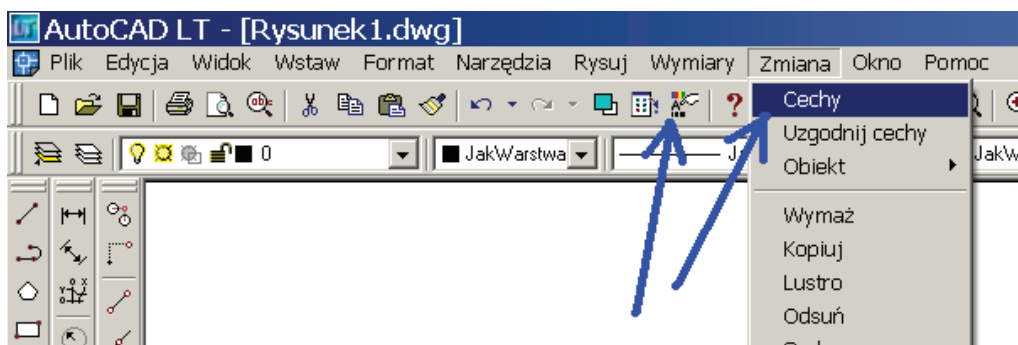 AutoCAD LT - [Rysunek1.dwg]
Plik Edycja Widok Wstaw Format Narzędzia Rysuj Wymiary Zmiana Okno Pomoc
Cechy
Uzgodnij cechy
0 JakWarstwa JakW
Obiekt
Wymaż
Kopiuj
Lustro
Odsuń